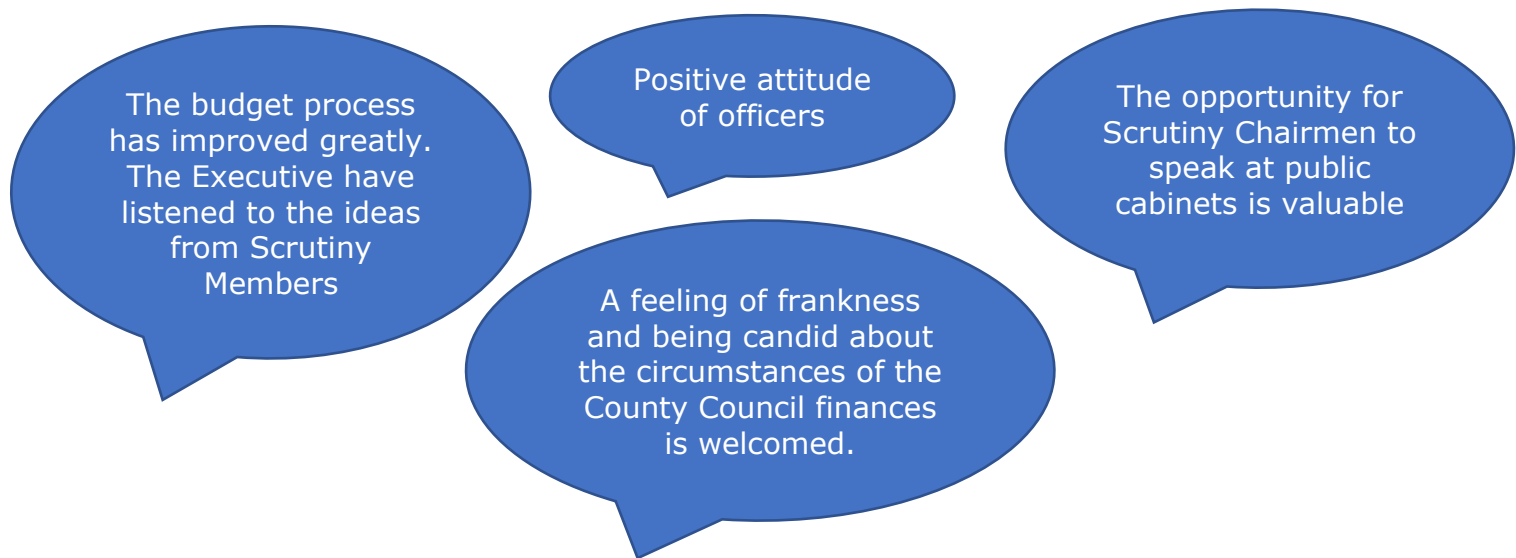 The budget process
has improved greatly.
The Executive have
listened to the ideas
from Scrutiny
Members
Positive attitude
of officers
The opportunity for
Scrutiny Chairmen to
speak at public
cabinets is valuable
A feeling of frankness
and being candid about
the circumstances of the
County Council finances
is welcomed.